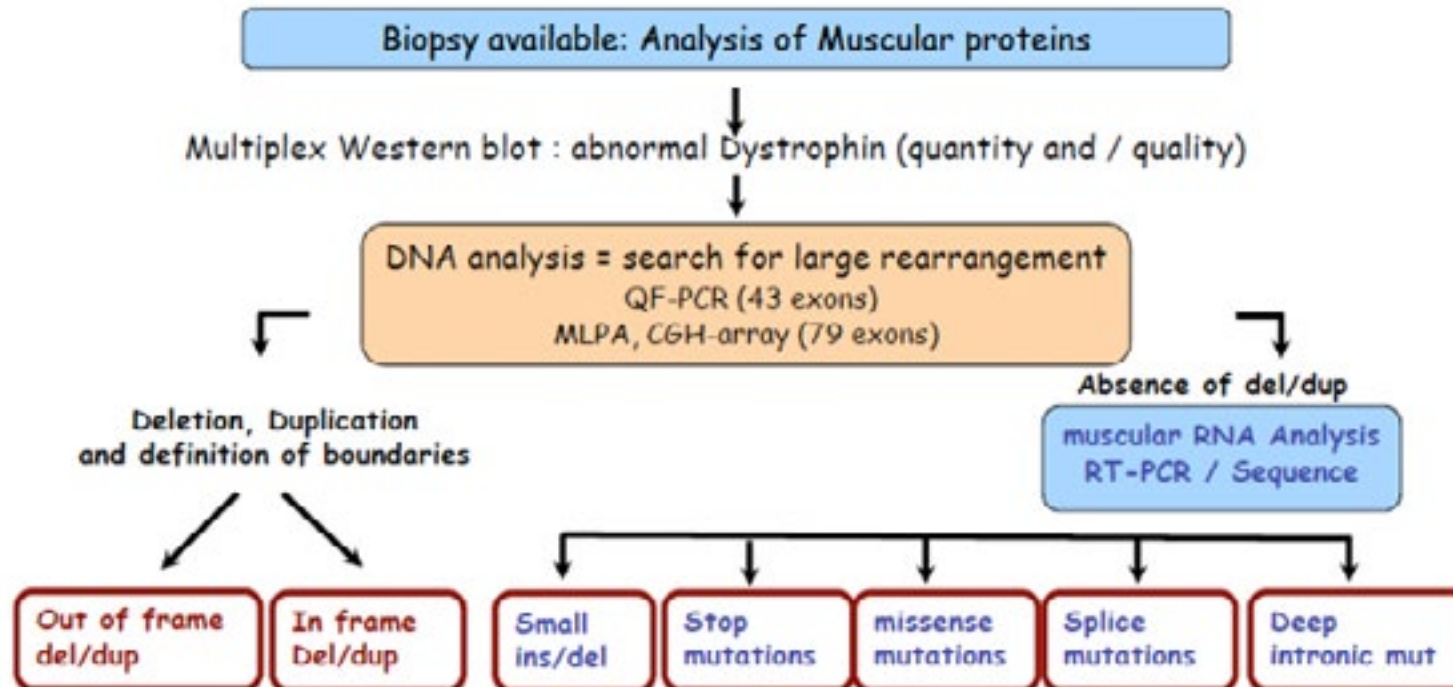 Biopsy available: Analysis of Muscular proteins
Multiplex Western blot : abnormal Dystrophin (quantity and / quality)
DNA analysis = search for large rearrangement
QF-PCR (43 exons)
MLPA, CGH-array (79 exons)
Deletion, Duplication
and definition of boundaries
Absence of del/dup
muscular RNA Analysis
RT-PCR / Sequence
Out of frame
del/dup
In frame
Del/dup
Small
ins/del
Stop
mutations
missense
mutations
Splice
mutations
Deep
intronic mut